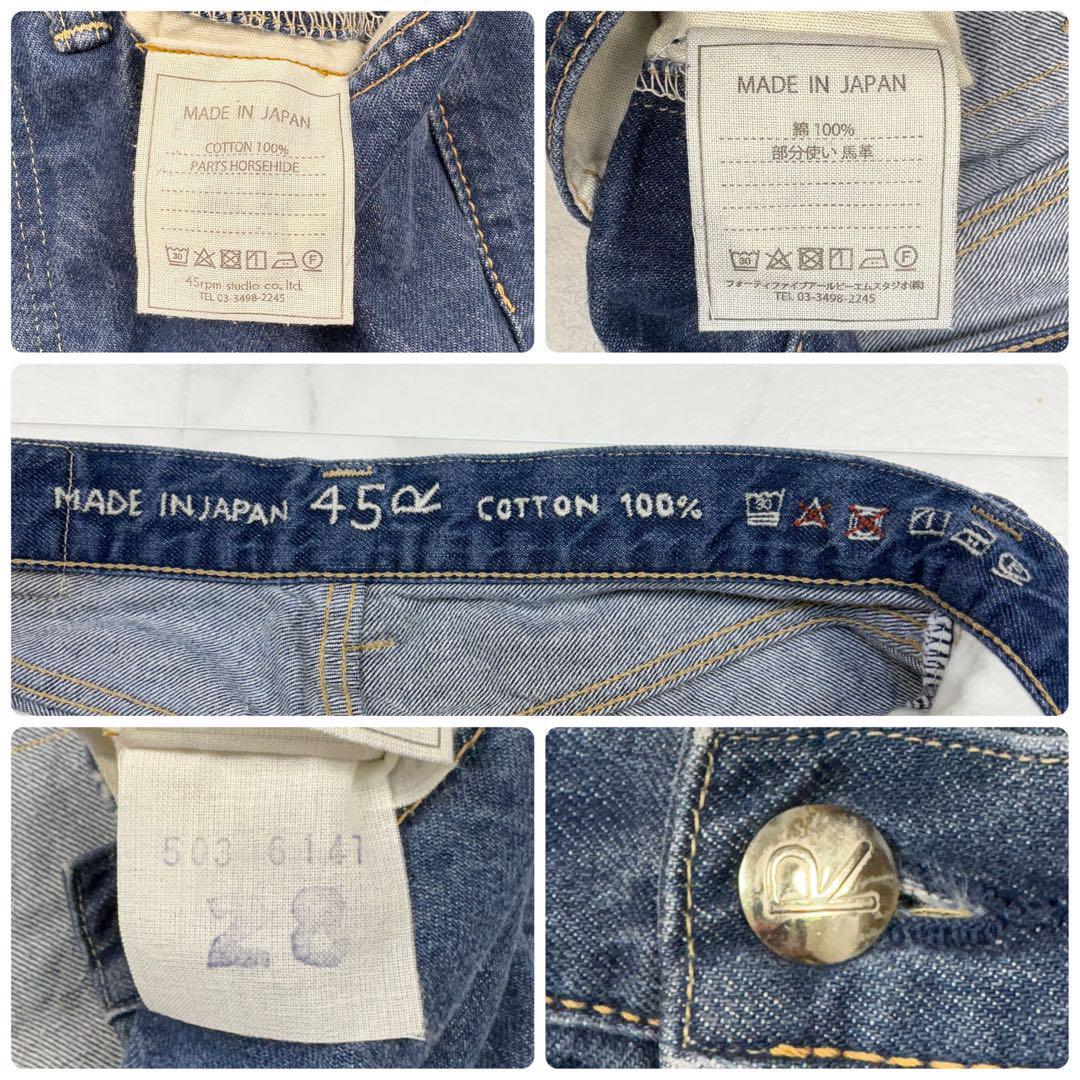 MADE IN JAPAN
COTTON 100%
PARTS HORSEHIDE
30
45rpm studio co.,ltd.
TEL 03-3498-2245
MADE IN JAPAN
綿 100%
部分使い 馬革
30
フォーティファイブアールピーエムスタジオ(株)
TEL 03-3498-2245
MADE IN JAPAN 45R COTTON 100% 30
503 6141
28
R